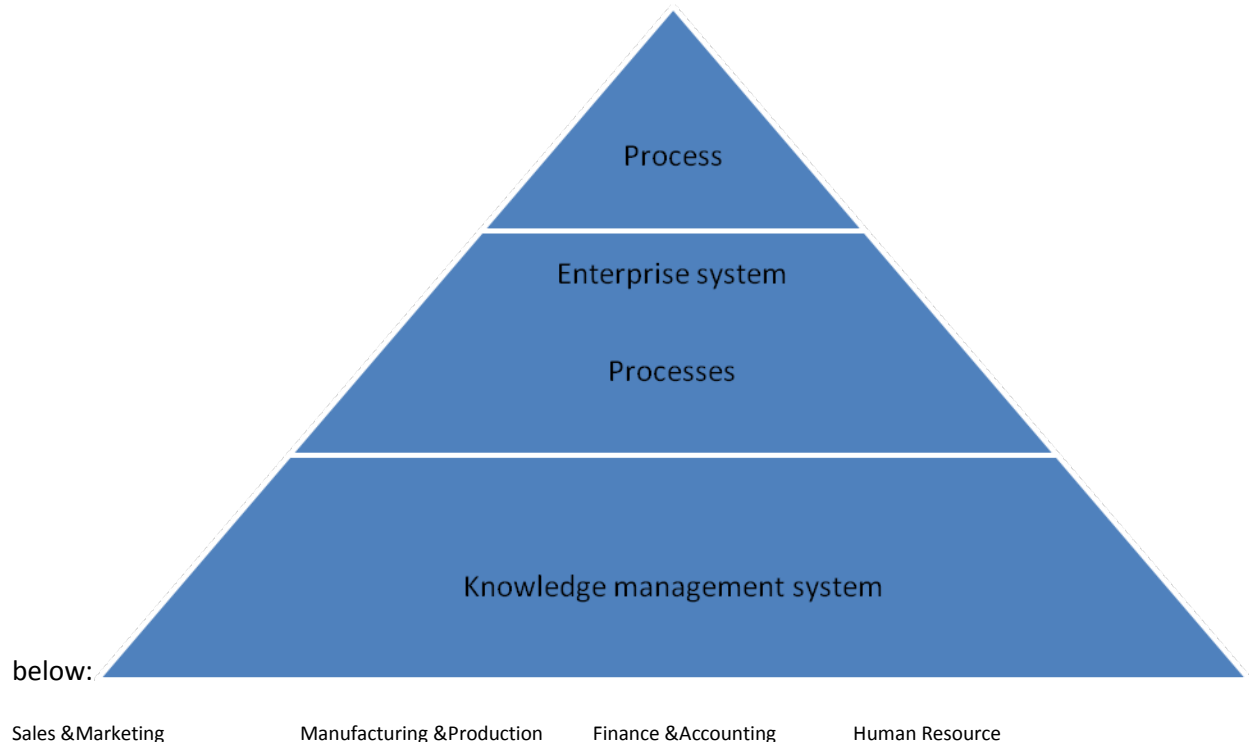 Process
Enterprise system
Processes
Knowledge management system
below:
Sales &Marketing Manufacturing &Production Finance &Accounting Human Resource